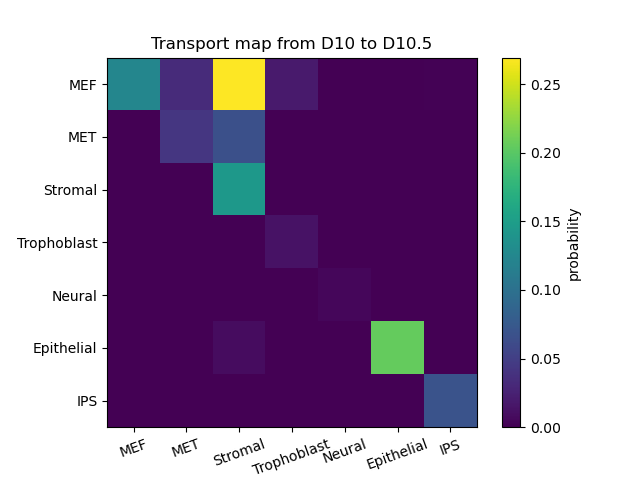 Transport map from D10 to D10.5
MEF
MET
Stromal
Trophoblast
Neural
Epithelial
IPS
MEF
MET
Stromal
Trophoblast
Neural
Epithelial
IPS
0.25
0.20
0.15
0.10
0.05
0.00
probability